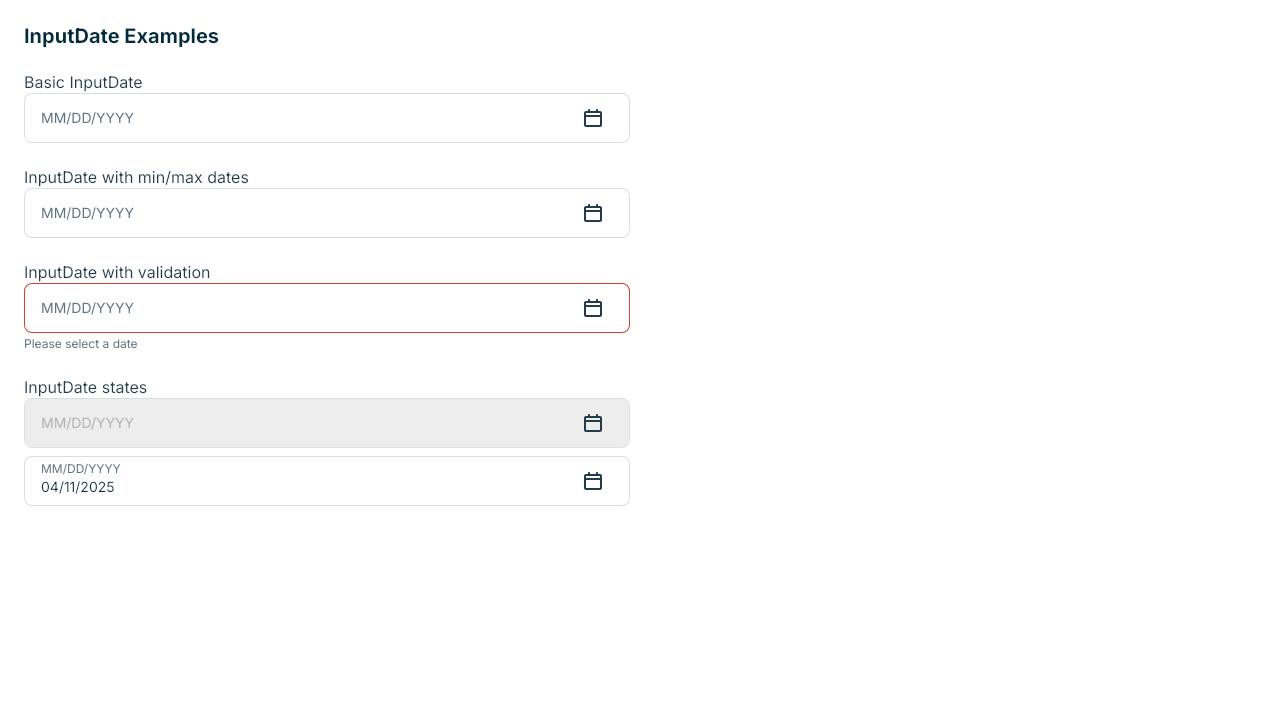 InputDate Examples
Basic InputDate
MM/DD/YYYY
InputDate with min/max dates
MM/DD/YYYY
InputDate with validation
MM/DD/YYYY
Please select a date
InputDate states
MM/DD/YYYY
MM/DD/YYYY
04/11/2025